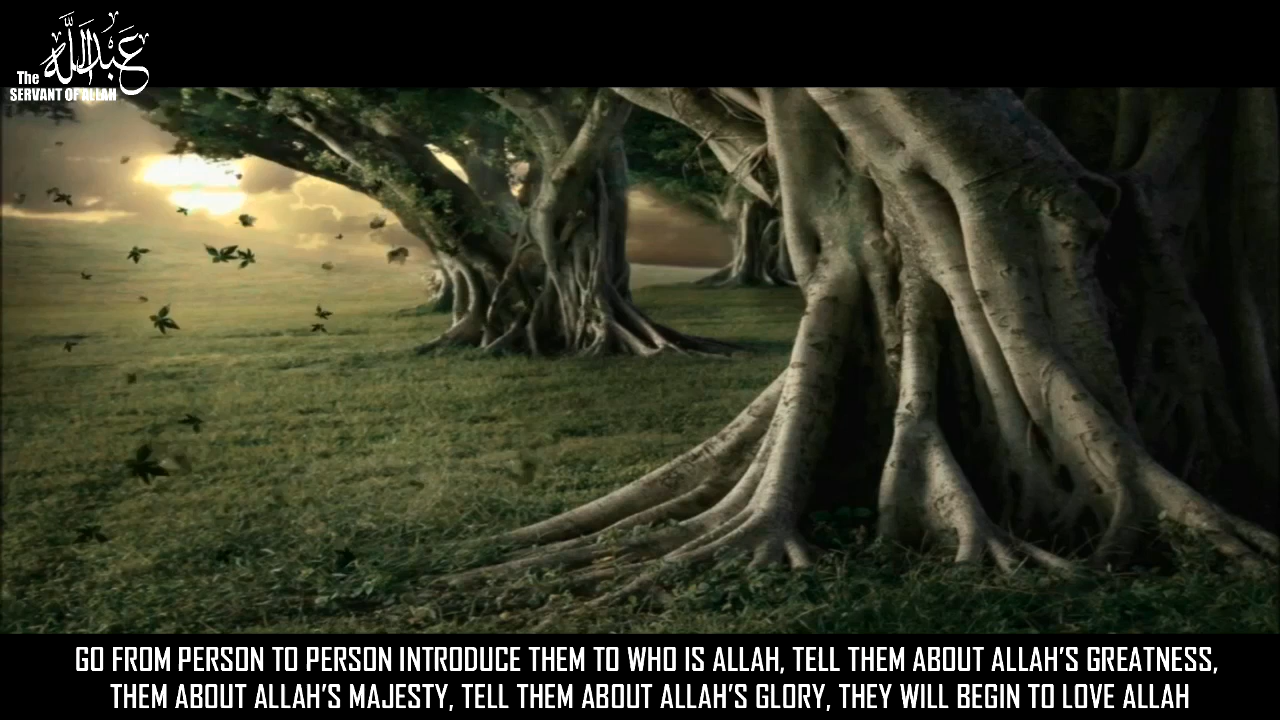 عبدالله
The
SERVANT OF ALLAH
GO FROM PERSON TO PERSON INTRODUCE THEM TO WHO IS ALLAH, TELL THEM ABOUT ALLAH'S GREATNESS,
THEM ABOUT ALLAH'S MAJESTY, TELL THEM ABOUT ALLAH'S GLORY, THEY WILL BEGIN TO LOVE ALLAH